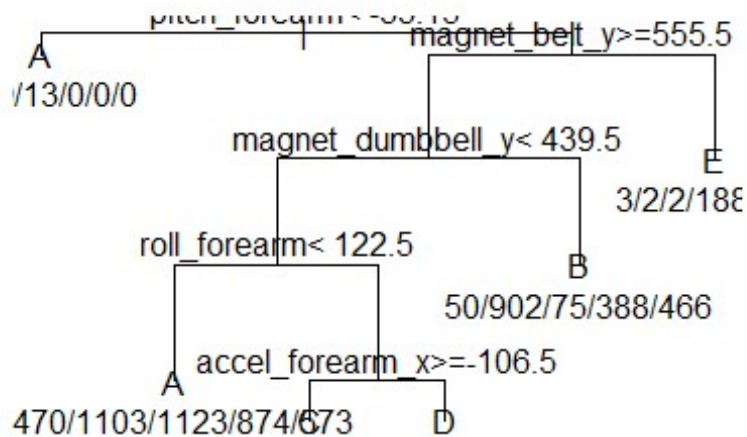 magnet_belt_y>=555.5
A
/13/0/0/0
magnet_dumbbell_y< 439.5
E
3/2/2/188
roll_forearm< 122.5
B
50/902/75/388/466
accel_forearm_x>=-106.5
A
C
D
470/1103/1123/874/673